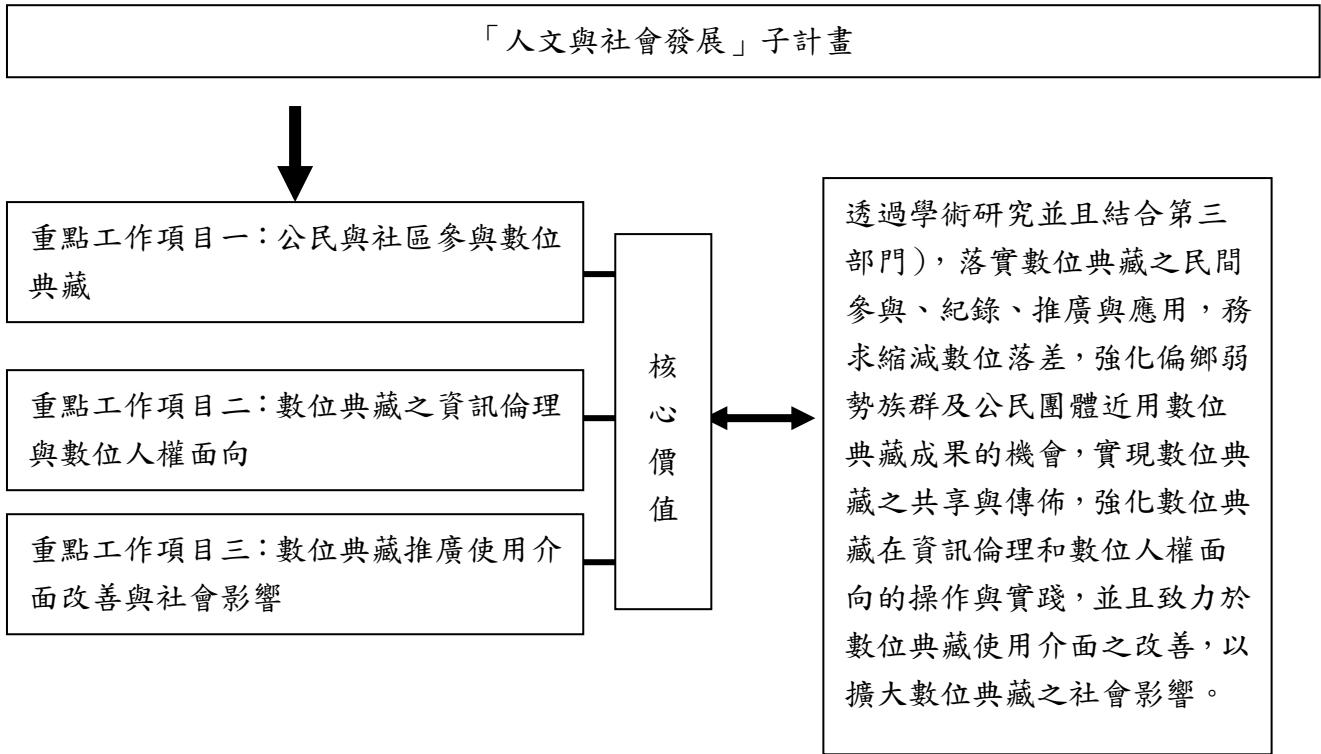 「人文與社會發展」子計畫
重點工作項目一：公民與社區參與數位
典藏
重點工作項目二：數位典藏之資訊倫理
與數位人權面向
重點工作項目三：數位典藏推廣使用介
面改善與社會影響
核
心
價
值
透過學術研究並且結合第三
部門)，落實數位典藏之民間
參與、紀錄、推廣與應用，務
求縮減數位落差，強化偏鄉弱
勢族群及公民團體近用數位
典藏成果的機會，實現數位典
藏之共享與傳佈，強化數位典
藏在資訊倫理和數位人權面
向的操作與實踐，並且致力於
數位典藏使用介面之改善，以
擴大數位典藏之社會影響。